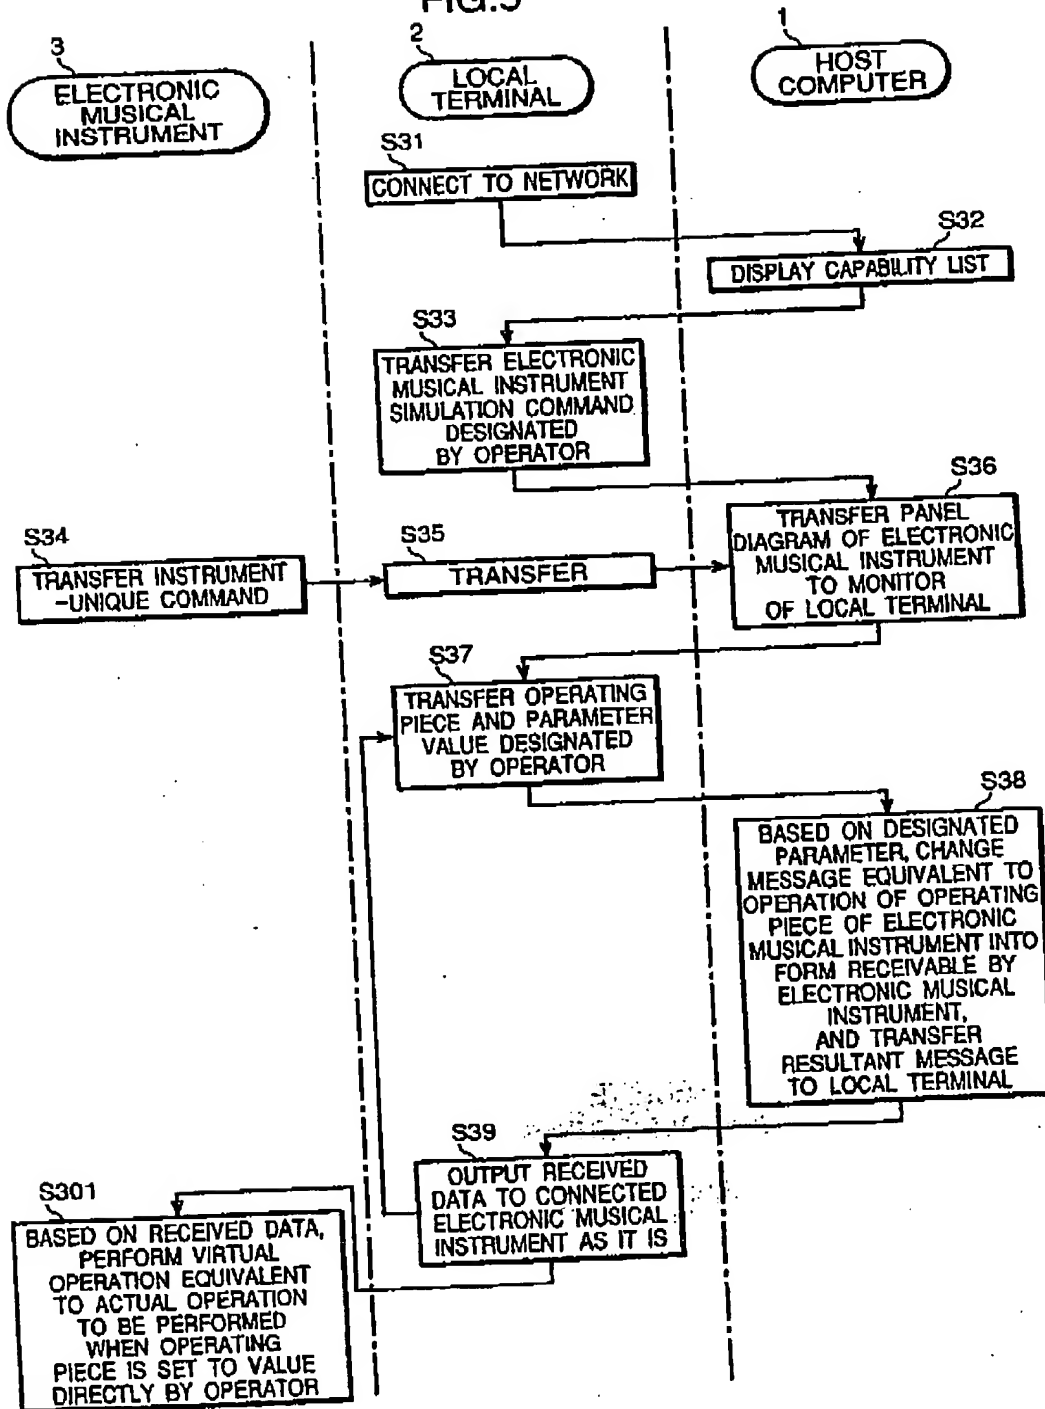 3
ELECTRONIC
MUSICAL
INSTRUMENT
2
LOCAL
TERMINAL
1
HOST
COMPUTER
S31
CONNECT TO NETWORK
S32
DISPLAY CAPABILITY LIST
S33
TRANSFER ELECTRONIC
MUSICAL INSTRUMENT
SIMULATION COMMAND
DESIGNATED
BY OPERATOR
S34
TRANSFER INSTRUMENT
-UNIQUE COMMAND
S35
TRANSFER
S36
TRANSFER PANEL
DIAGRAM OF ELECTRONIC
MUSICAL INSTRUMENT
TO MONITOR
OF LOCAL TERMINAL
S37
TRANSFER OPERATING
PIECE AND PARAMETER
VALUE DESIGNATED
BY OPERATOR
S38
BASED ON DESIGNATED
PARAMETER, CHANGE
MESSAGE EQUIVALENT TO
OPERATION OF OPERATING
PIECE OF ELECTRONIC
MUSICAL INSTRUMENT INTO
FORM RECEIVABLE BY
ELECTRONIC MUSICAL
INSTRUMENT,
AND TRANSFER
RESULTANT MESSAGE
TO LOCAL TERMINAL
S39
OUTPUT RECEIVED
DATA TO CONNECTED
ELECTRONIC MUSICAL
INSTRUMENT AS IT IS
S301
BASED ON RECEIVED DATA,
PERFORM VIRTUAL
OPERATION EQUIVALENT
TO ACTUAL OPERATION
TO BE PERFORMED
WHEN OPERATING
PIECE IS SET TO VALUE
DIRECTLY BY OPERATOR